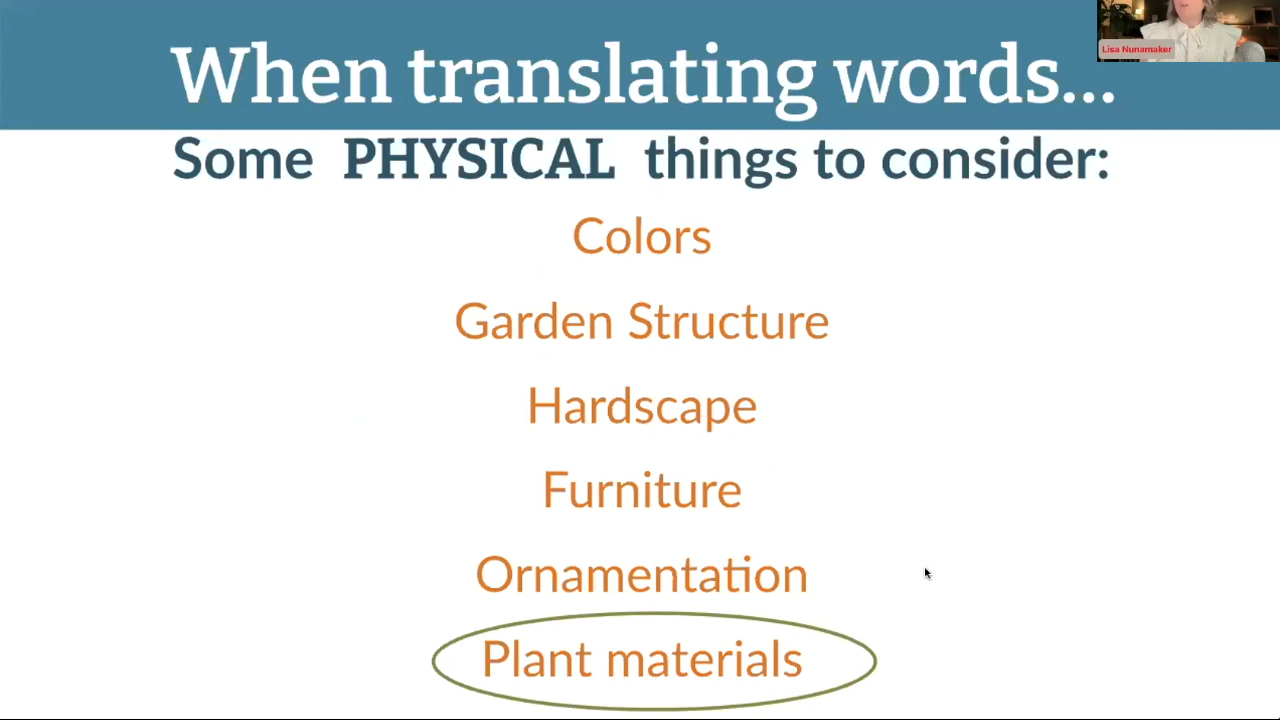 When translating words...
Lisa Nunamaker
Some PHYSICAL things to consider:
Colors
Garden Structure
Hardscape
Furniture
Ornamentation
Plant materials